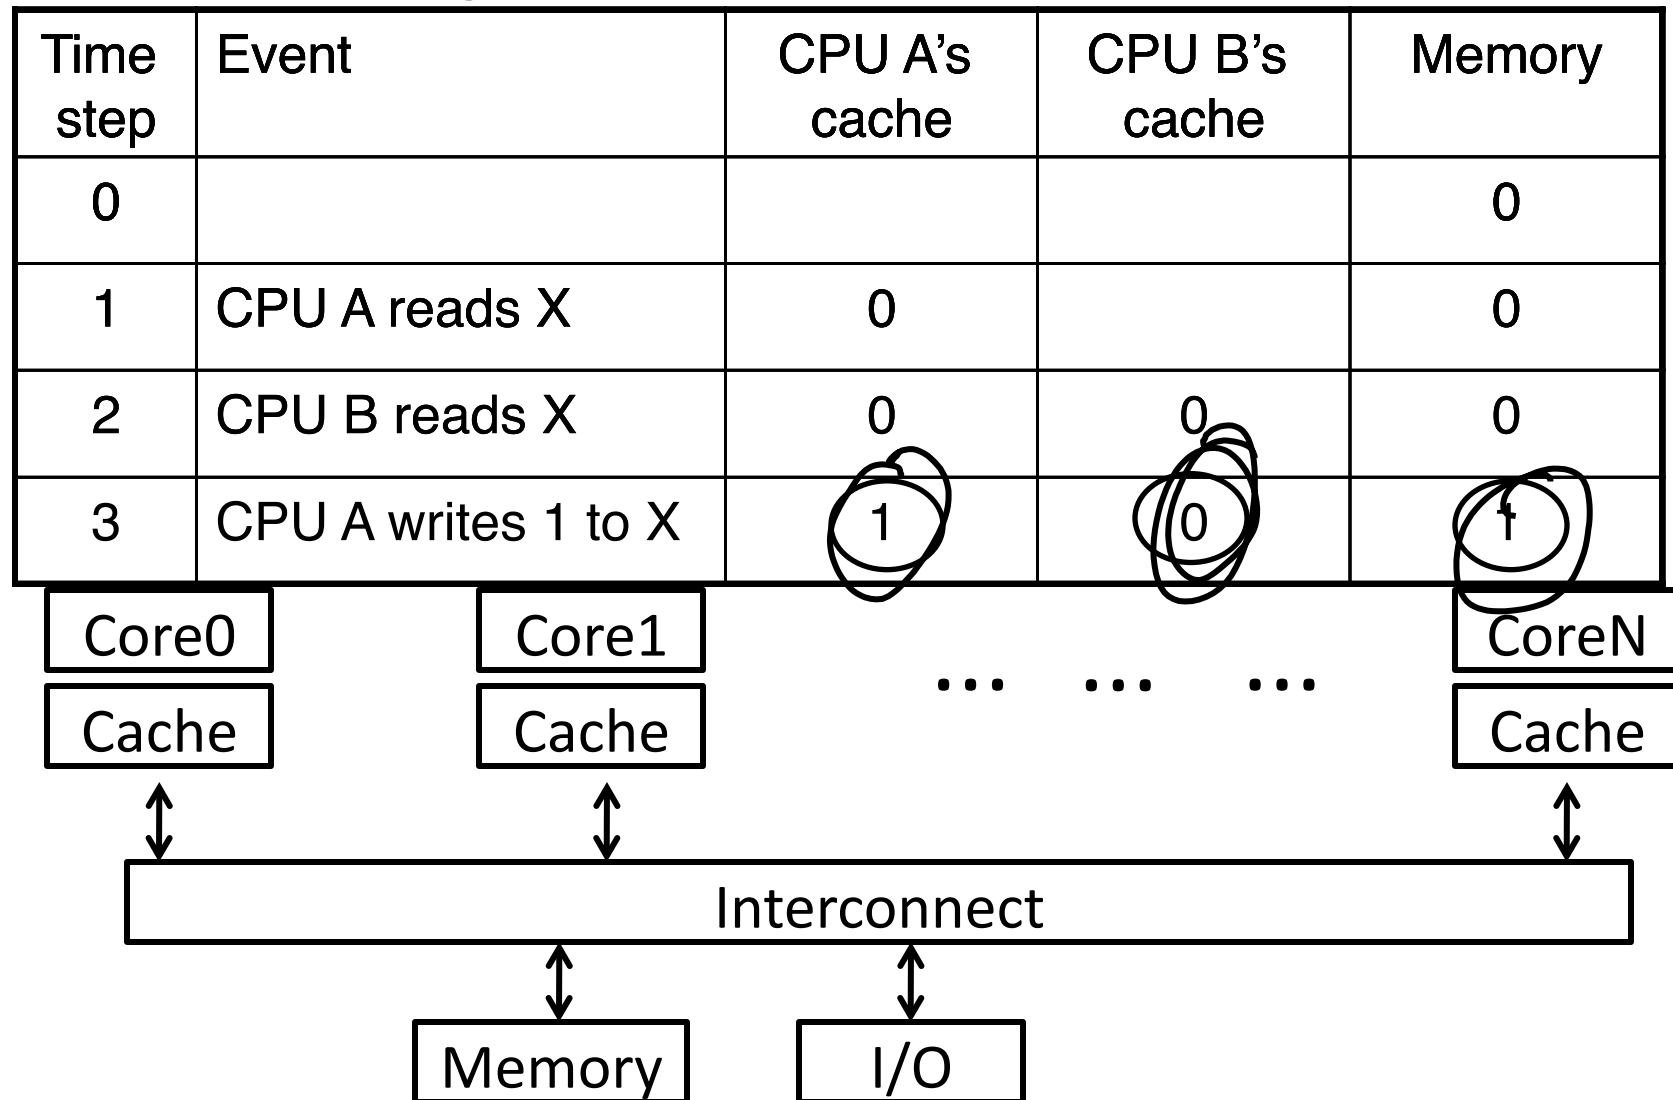 Time step Event CPU A's cache CPU B's cache Memory
0 0
1 CPU A reads X 0 0
2 CPU B reads X 0 0 0
3 CPU A writes 1 to X 1 0 1
Core0 Core1 CoreN
... ... ...
Cache Cache Cache
Interconnect
Memory I/O